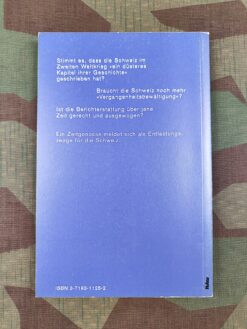 Stimmt es, dass die Schweiz im
Zweiten Weltkrieg «ein düsteres
Kapitel ihrer Geschichte»
geschrieben hat?
Braucht die Schweiz noch mehr
«Vergangenheitsbewältigung»?
Ist die Berichterstattung über jene
Zeit gerecht und ausgewogen?
Ein Zeitgenosse meldet sich als Entlastungs-
zeuge für die Schweiz.
ISBN 3-7193-1125-2
Huber